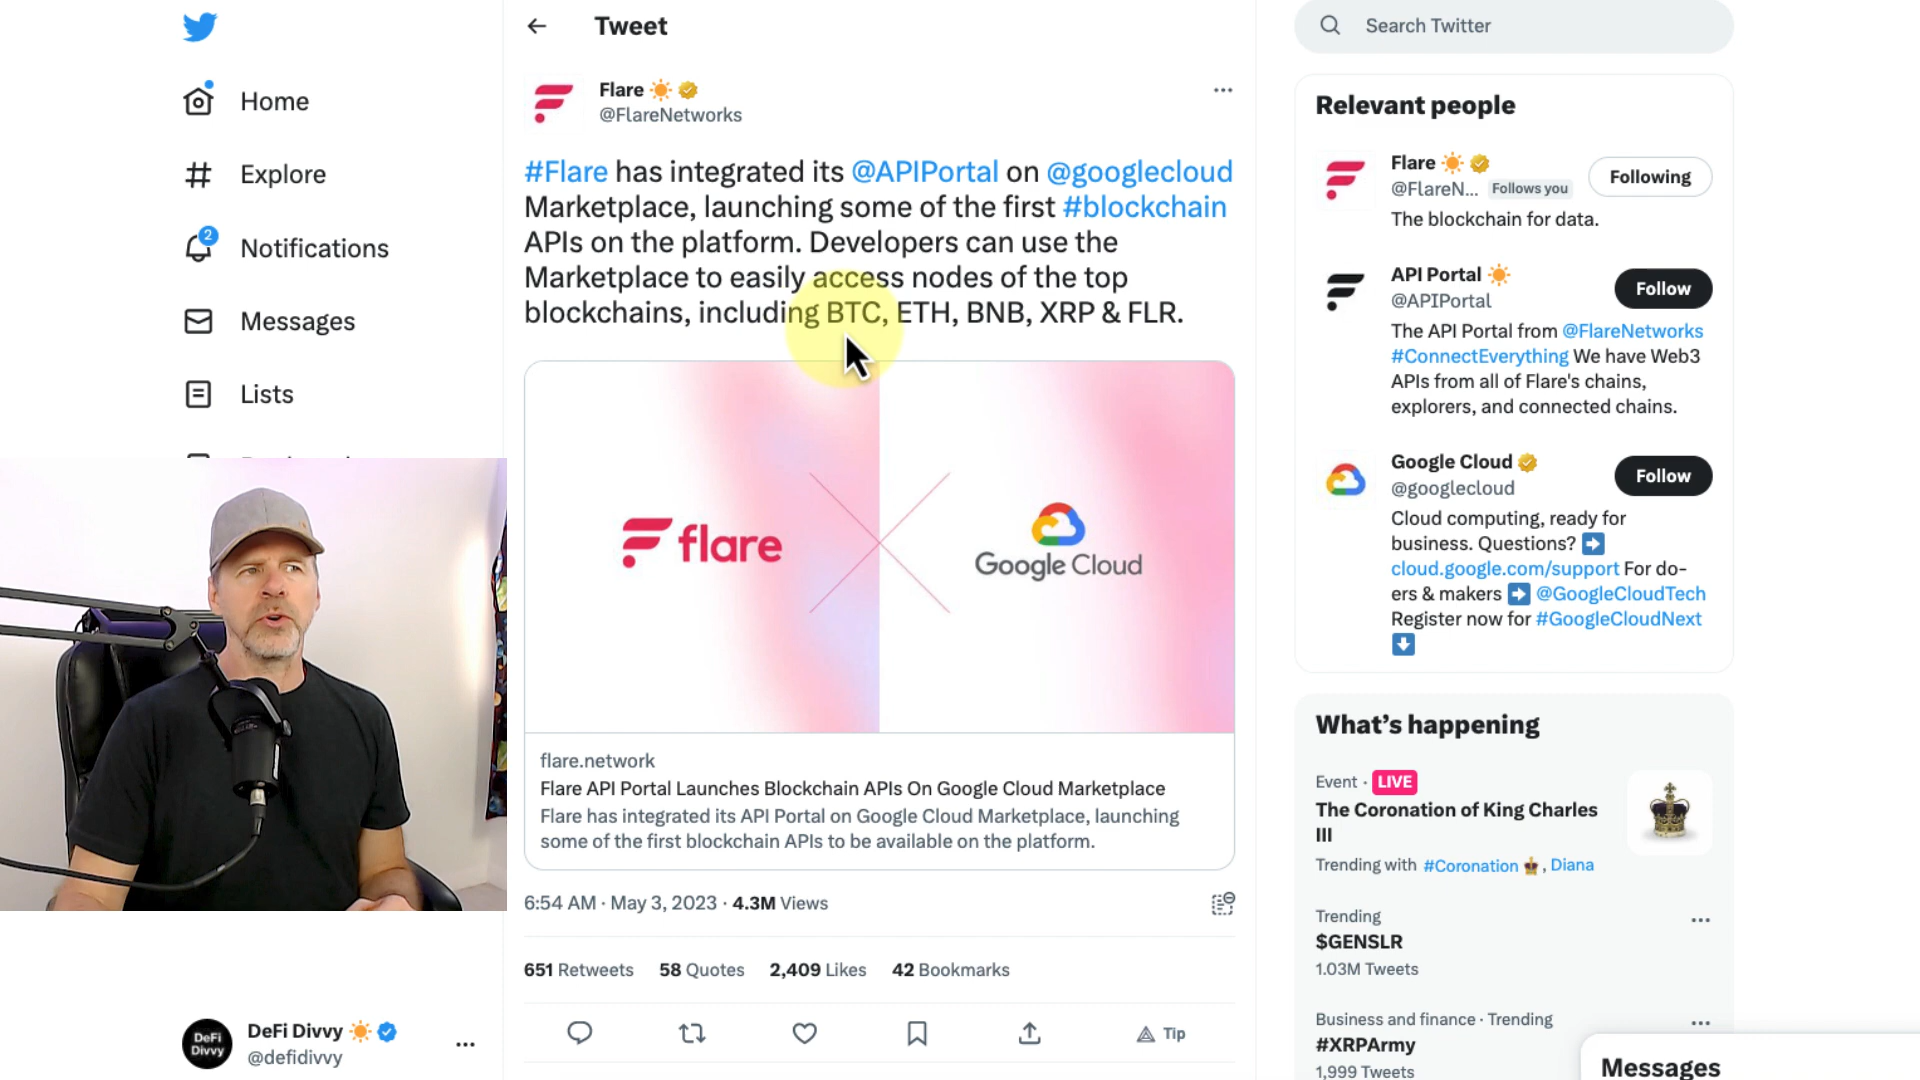 Home
Explore
2
Notifications
Messages
Lists
DeFi
Divvy
DeFi Divvy
@defidivvy
Tweet
Flare
@FlareNetworks
#Flare has integrated its @APIPortal on @googlecloud
Marketplace, launching some of the first #blockchain
APIs on the platform. Developers can use the
Marketplace to easily access nodes of the top
blockchains, including BTC, ETH, BNB, XRP & FLR.
flare
Google Cloud
flare.network
Flare API Portal Launches Blockchain APIs On Google Cloud Marketplace
Flare has integrated its API Portal on Google Cloud Marketplace, launching
some of the first blockchain APIs to be available on the platform.
6:54 AM · May 3, 2023 · 4.3M Views
651 Retweets 58 Quotes 2,409 Likes 42 Bookmarks
Tip
Search Twitter
Relevant people
Flare
@FlareN... Follows you
Following
The blockchain for data.
API Portal
@APIPortal
Follow
The API Portal from @FlareNetworks
#ConnectEverything We have Web3
APIs from all of Flare's chains,
explorers, and connected chains.
Google Cloud
@googlecloud
Follow
Cloud computing, ready for
business. Questions? ➡
cloud.google.com/support For do-
ers & makers ➡ @GoogleCloudTech
Register now for #GoogleCloudNext
⬇
What's happening
Event · LIVE
The Coronation of King Charles
III
Trending with #Coronation , Diana
Trending
$GENSLR
1.03M Tweets
Business and finance · Trending
#XRPArmy
1,999 Tweets
Messages